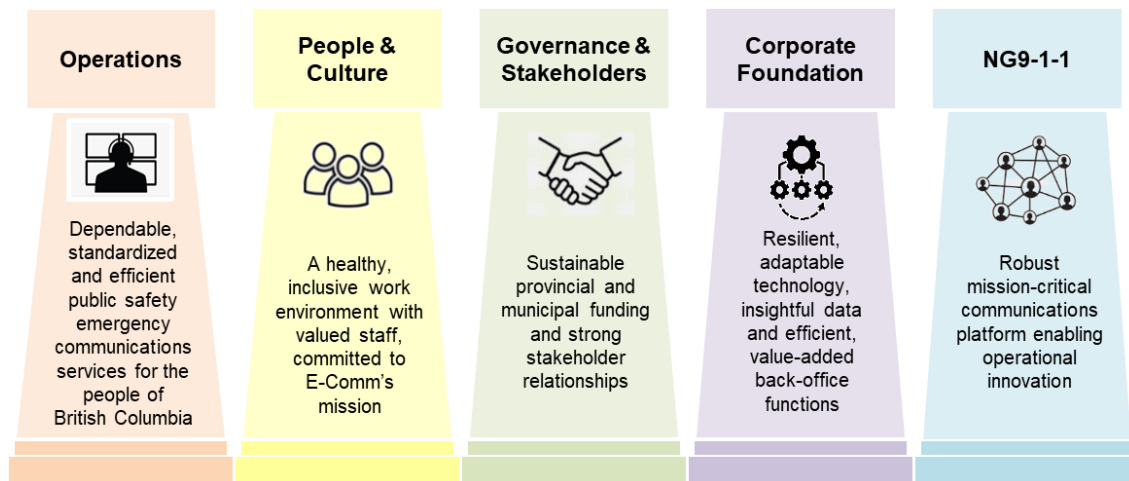 Operations
Dependable,
standardized
and efficient
public safety
emergency
communications
services for the
people of
British Columbia
People &
Culture
A healthy,
inclusive work
environment with
valued staff,
committed to
E-Comm's
mission
Governance &
Stakeholders
Sustainable
provincial and
municipal funding
and strong
stakeholder
relationships
Corporate
Foundation
Resilient,
adaptable
technology,
insightful data
and efficient,
value-added
back-office
functions
NG9-1-1
Robust
mission-critical
communications
platform enabling
operational
innovation